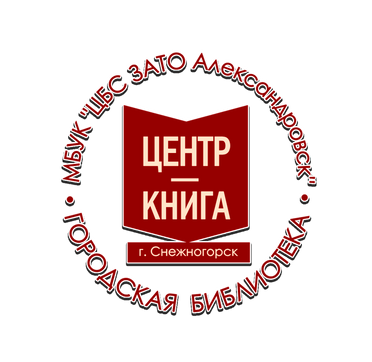 МБУК "ЦБС ЗАТО Александровск"
ЦЕНТР
—
КНИГА
г. Снежногорск
• ГОРОДСКАЯ БИБЛИОТЕКА •